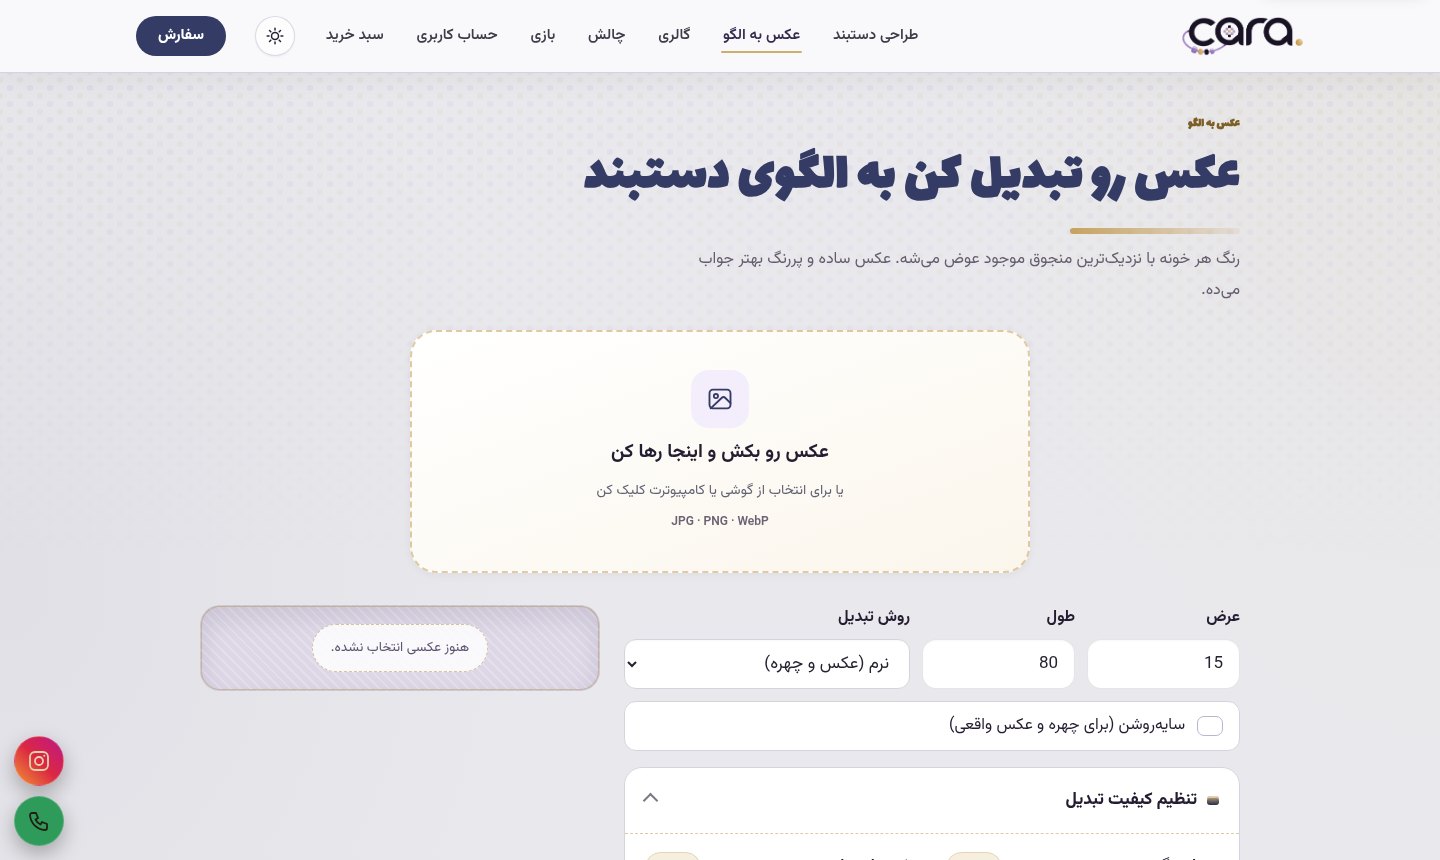 cara.
طراحی دستبند
عکس به الگو
گالری
چالش
بازی
حساب کاربری
سبد خرید
سفارش
عکس به الگو
عکس رو تبدیل کن به الگوی دستبند
رنگ هر خونه با نزدیک‌ترین منجوق موجود عوض می‌شه. عکس ساده و پررنگ بهتر جواب
می‌ده.
عکس رو بکش و اینجا رها کن
یا برای انتخاب از گوشی یا کامپیوترت کلیک کن
JPG · PNG · WebP
عرض
طول
روش تبدیل
15
80
نرم (عکس و چهره)
هنوز عکسی انتخاب نشده.
سایه‌روشن (برای چهره و عکس واقعی)
تنظیم کیفیت تبدیل